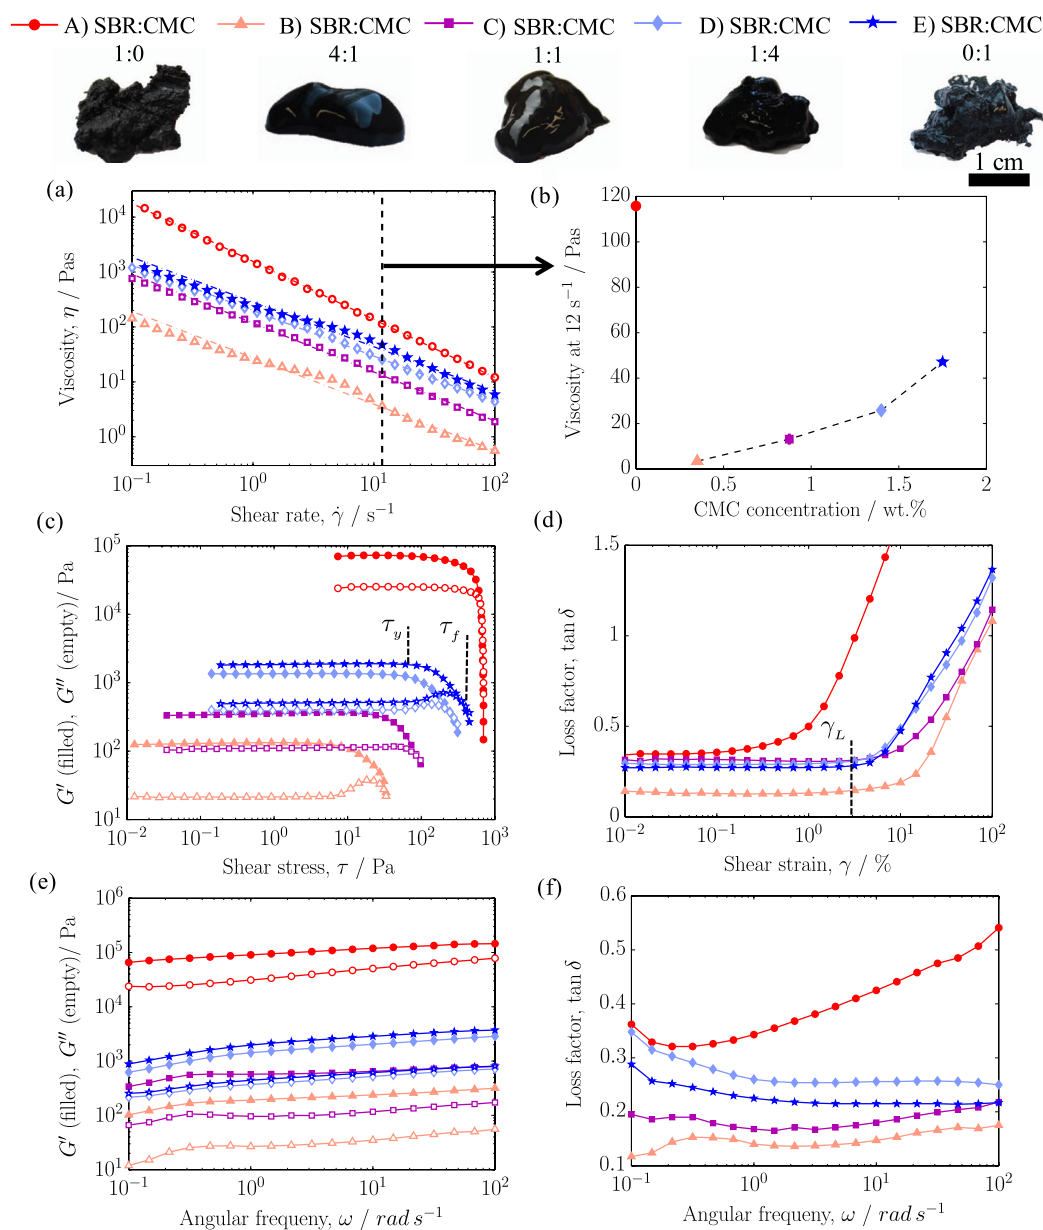 A) SBR:CMC B) SBR:CMC C) SBR:CMC D) SBR:CMC E) SBR:CMC
1:0 4:1 1:1 1:4 0:1
1 cm
(a)
Viscosity, η / Pas
10⁴
10³
10²
10¹
10⁰
10⁻¹ 10⁰ 10¹ 10²
Shear rate, γ̇ / s⁻¹
(b)
Viscosity at 12 s⁻¹ / Pas
120
100
80
60
40
20
0
0 0.5 1 1.5 2
CMC concentration / wt.%
(c)
G′ (filled), G″ (empty)/ Pa
10⁵
10⁴
10³
10²
10¹
τ_y τ_f
10⁻² 10⁻¹ 10⁰ 10¹ 10² 10³
Shear stress, τ / Pa
(d)
Loss factor, tan δ
1.5
1
0.5
0
γ_L
10⁻² 10⁻¹ 10⁰ 10¹ 10²
Shear strain, γ / %
(e)
G′ (filled), G″ (empty)/ Pa
10⁶
10⁵
10⁴
10³
10²
10¹
10⁻¹ 10⁰ 10¹ 10²
Angular frequeny, ω / rad s⁻¹
(f)
Loss factor, tan δ
0.6
0.5
0.4
0.3
0.2
0.1
10⁻¹ 10⁰ 10¹ 10²
Angular frequeny, ω / rad s⁻¹